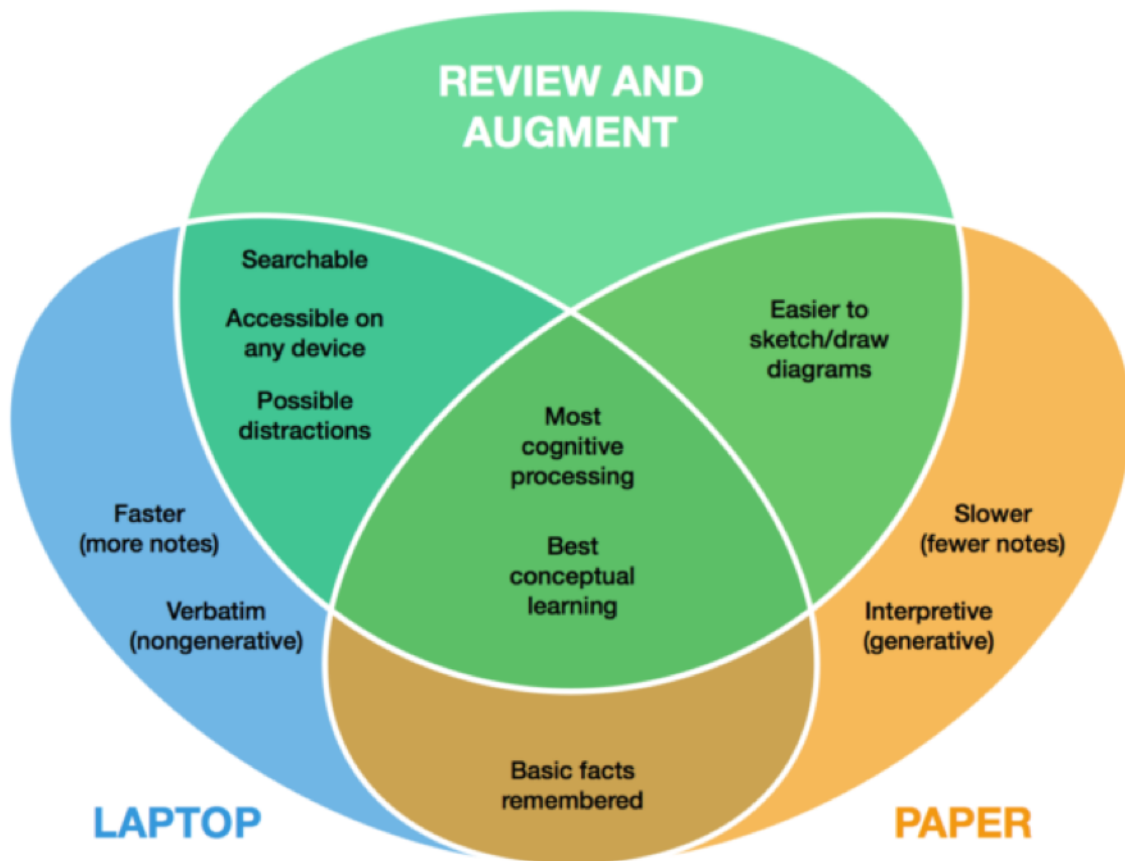 REVIEW AND
AUGMENT
Searchable
Accessible on
any device
Possible
distractions
Easier to
sketch/draw
diagrams
Most
cognitive
processing
Best
conceptual
learning
Faster
(more notes)
Verbatim
(nongenerative)
Slower
(fewer notes)
Interpretive
(generative)
Basic facts
remembered
LAPTOP
PAPER